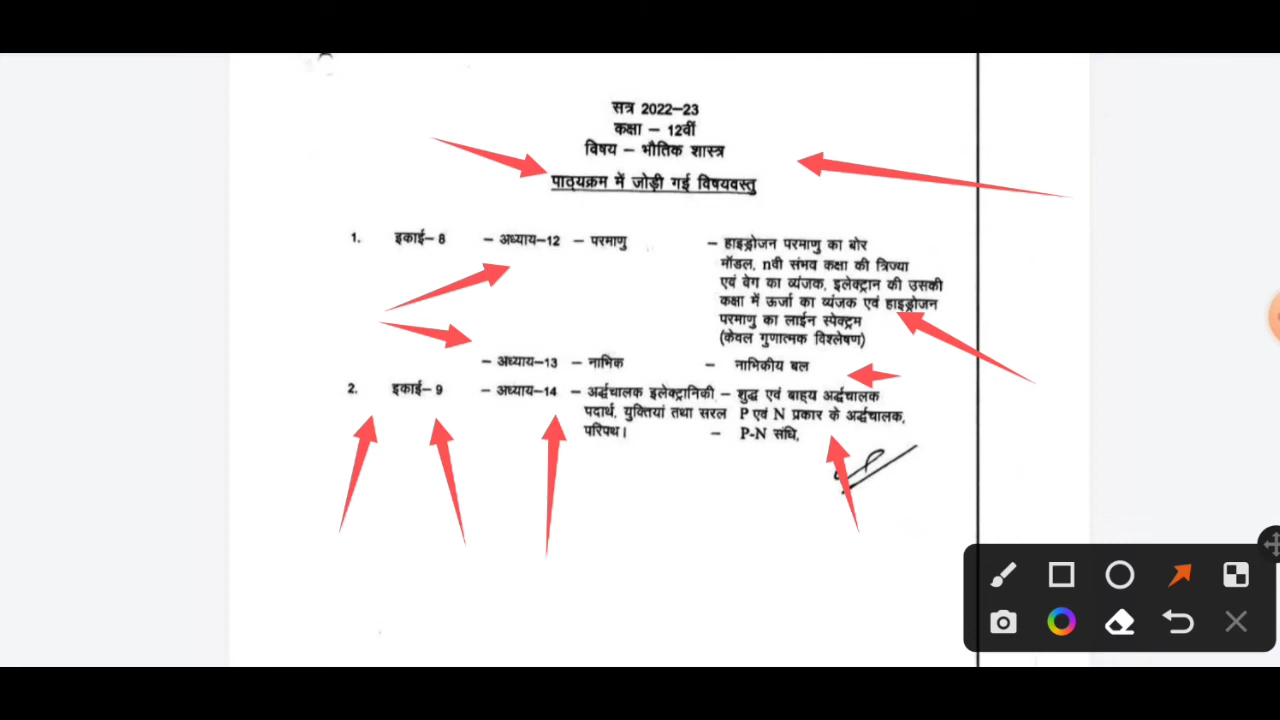 सत्र 2022–23
कक्षा – 12वीं
विषय – भौतिक शास्त्र
पाठ्यक्रम में जोड़ी गई विषयवस्तु
1. इकाई– 8 – अध्याय–12 – परमाणु – हाइड्रोजन परमाणु का बोर
मॉडल, nवी संभव कक्षा की त्रिज्या
एवं वेग का व्यंजक, इलेक्ट्रान की उसकी
कक्षा में ऊर्जा का व्यंजक एवं हाइड्रोजन
परमाणु का लाईन स्पेक्ट्रम
(केवल गुणात्मक विश्लेषण)
– अध्याय–13 – नाभिक – नाभिकीय बल
2. इकाई– 9 – अध्याय–14 – अर्द्धचालक इलेक्ट्रानिकी – शुद्ध एवं बाहय अर्द्धचालक
पदार्थ, युक्तियां तथा सरल P एवं N प्रकार के अर्द्धचालक,
परिपथ। – P-N संधि,